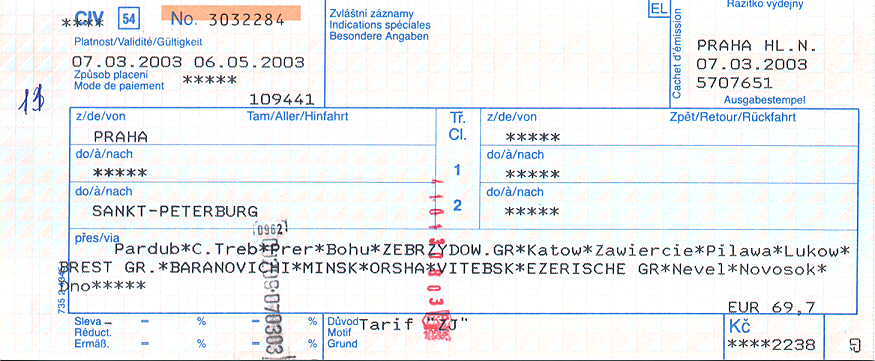 **** CIV 54 No. 3032284
Platnost/Validité/Gültigkeit
07.03.2003 06.05.2003
Způsob placení
Mode de paiement *****
109441
Zvláštní záznamy
Indications spéciales
Besondere Angaben
EL
Razítko výdejny
Cachet d'émission
PRAHA HL.N.
07.03.2003
5707651
Ausgabestempel
z/de/von Tam/Aller/Hinfahrt
PRAHA
do/à/nach
*****
do/à/nach
SANKT-PETERBURG
Tř.
Cl.
1
2
z/de/von Zpět/Retour/Rückfahrt
*****
do/à/nach
*****
do/à/nach
*****
přes/via
Pardub*C.Treb*Prer*Bohu*ZEBRZYDOW.GR*Katow*Zawiercie*Pilawa*Lukow*
BREST GR.*BARANOVICHI*MINSK*ORSHA*VITEBSK*EZERISCHE GR*Nevel*Novosok*
Dno*****
EUR 69,7
Sleva – = % = % = %
Réduct.
Ermäß.
Důvod Tarif "ZJ"
Motif
Grund
Kč
****2238
(0962)